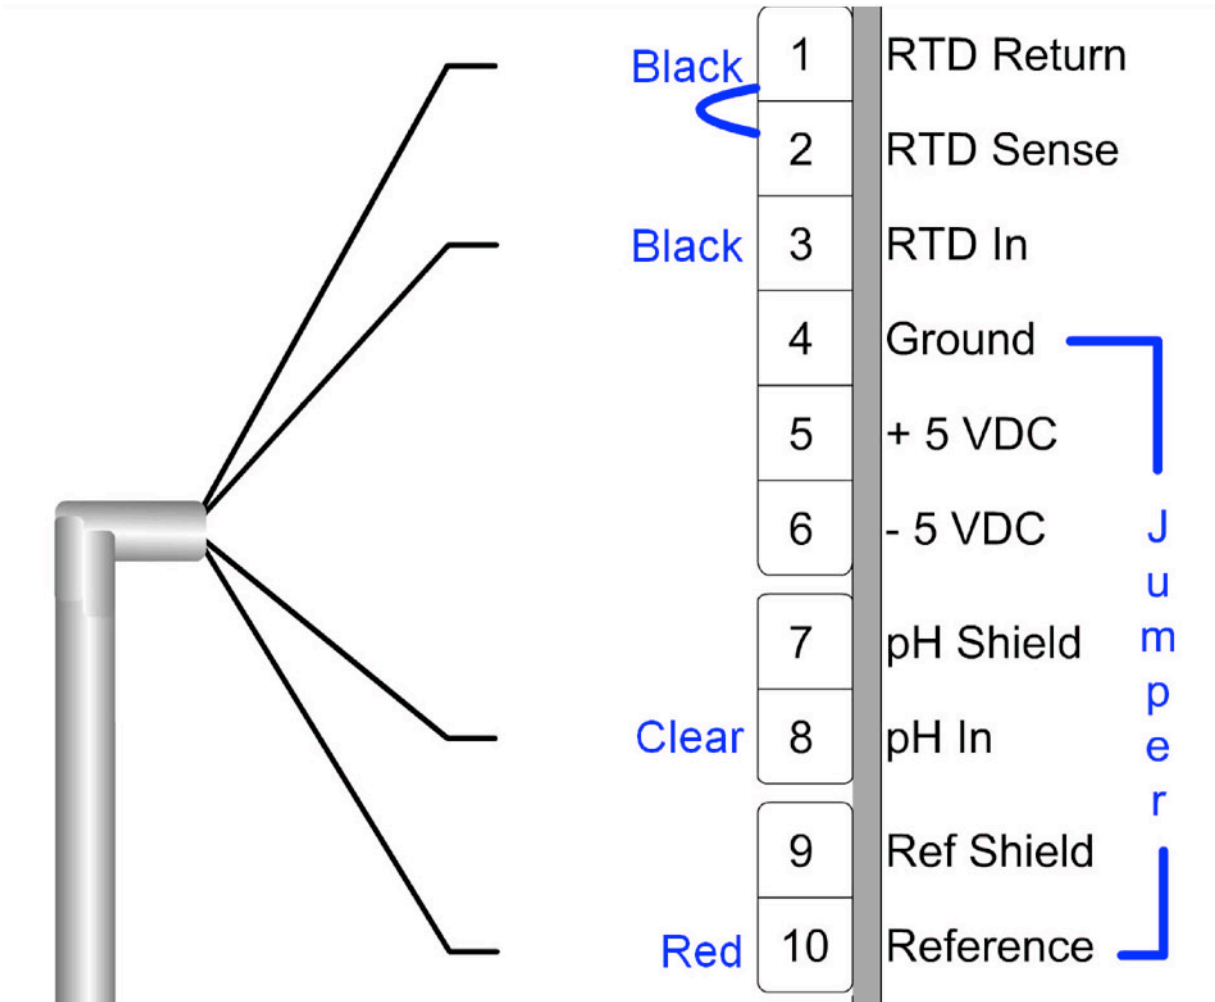 Black 1 RTD Return
2 RTD Sense
Black 3 RTD In
4 Ground
5 + 5 VDC
6 - 5 VDC
7 pH Shield
Clear 8 pH In
9 Ref Shield
Red 10 Reference
Jumper